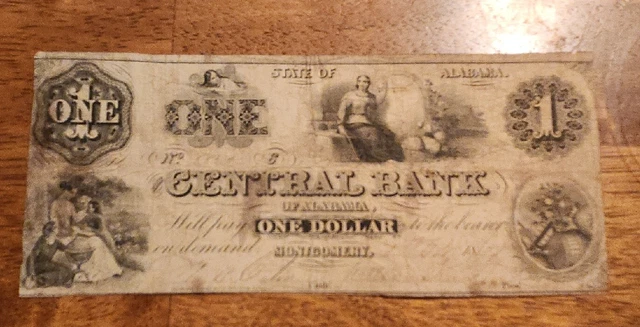 STATE OF ALABAMA.
ONE 1 ONE 1
No
CENTRAL BANK
OF ALABAMA,
Will pay ONE DOLLAR to the bearer
on demand MONTGOMERY,